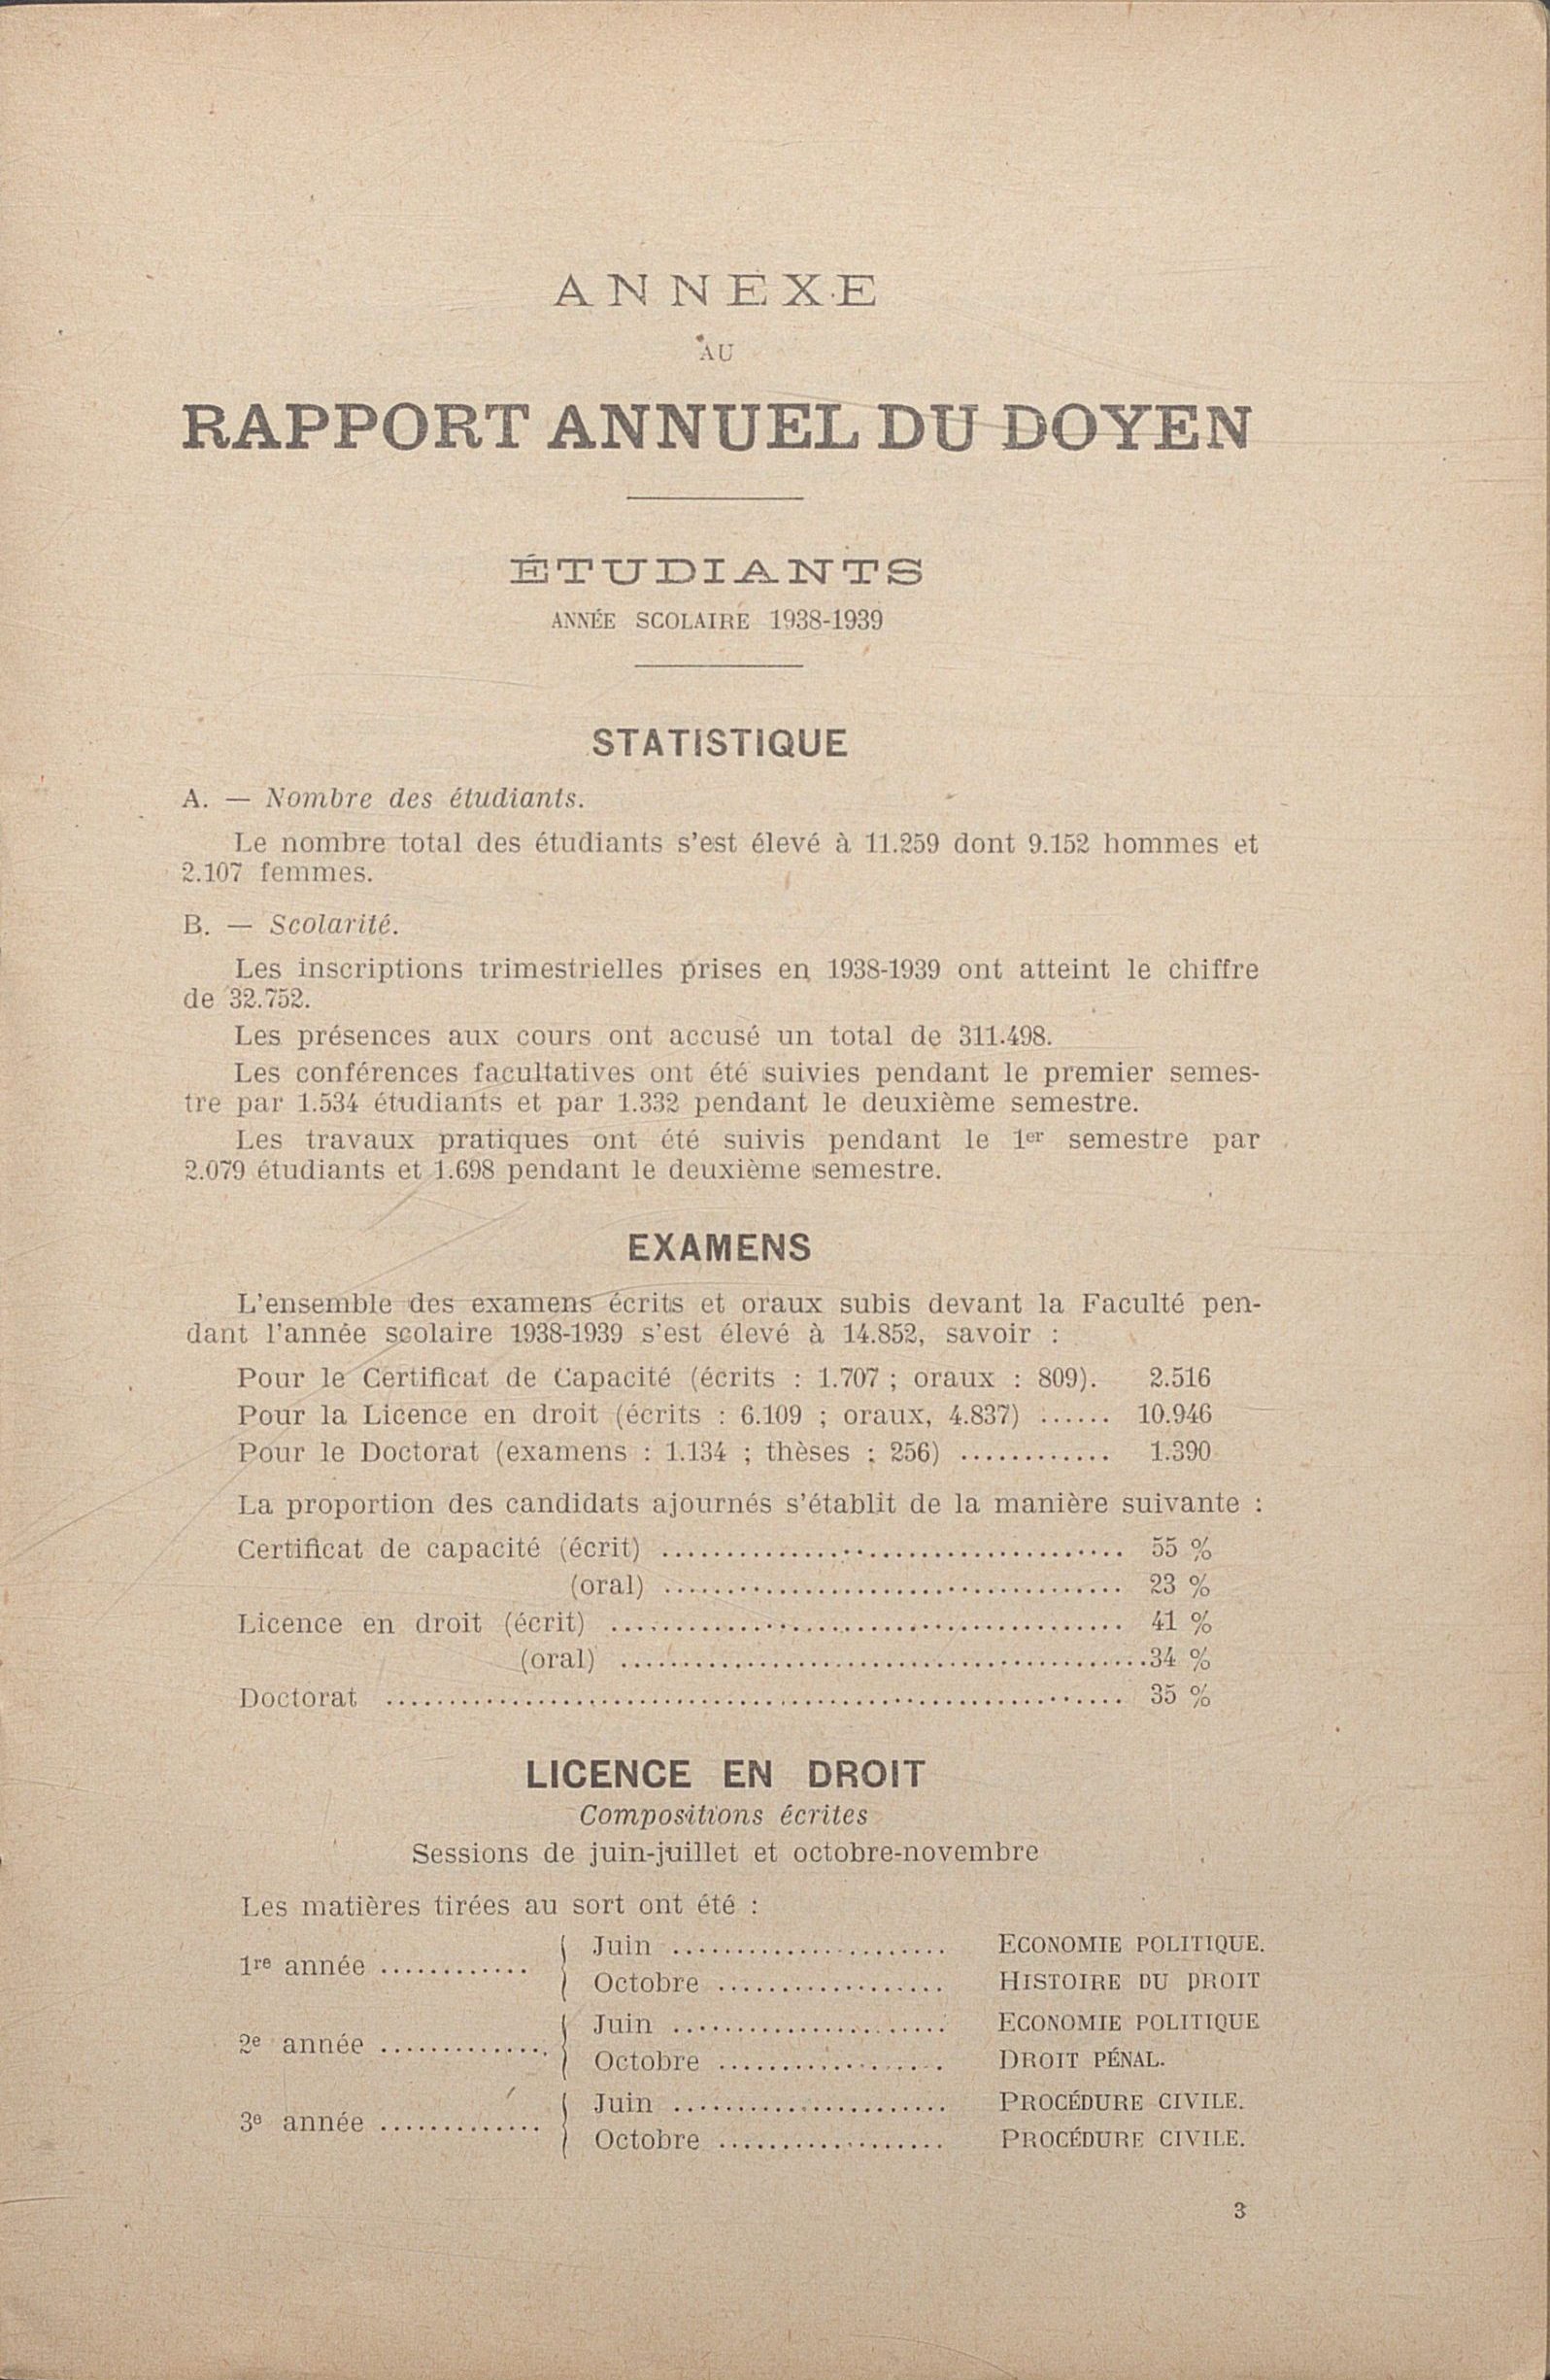 ANNEXE
AU
RAPPORT ANNUEL DU DOYEN
ÉTUDIANTS
ANNÉE SCOLAIRE 1938-1939
STATISTIQUE
A. — Nombre des étudiants.
Le nombre total des étudiants s'est élevé à 11.259 dont 9.152 hommes et
2.107 femmes.
B. — Scolarité.
Les inscriptions trimestrielles prises en 1938-1939 ont atteint le chiffre
de 32.752.
Les présences aux cours ont accusé un total de 311.498.
Les conférences facultatives ont été suivies pendant le premier semes-
tre par 1.534 étudiants et par 1.332 pendant le deuxième semestre.
Les travaux pratiques ont été suivis pendant le 1er semestre par
2.079 étudiants et 1.698 pendant le deuxième semestre.
EXAMENS
L'ensemble des examens écrits et oraux subis devant la Faculté pen-
dant l'année scolaire 1938-1939 s'est élevé à 14.852, savoir :
Pour le Certificat de Capacité (écrits : 1.707 ; oraux : 809). 2.516
Pour la Licence en droit (écrits : 6.109 ; oraux, 4.837) ...... 10.946
Pour le Doctorat (examens : 1.134 ; thèses : 256) ............ 1.390
La proportion des candidats ajournés s'établit de la manière suivante :
Certificat de capacité (écrit) ..................................... 55 %
(oral) ..................................... 23 %
Licence en droit (écrit) ......................................... 41 %
(oral) ..........................................34 %
Doctorat .......................................................... 35 %
LICENCE EN DROIT
Compositions écrites
Sessions de juin-juillet et octobre-novembre
Les matières tirées au sort ont été :
1re année ............ { Juin ...................... ECONOMIE POLITIQUE.
Octobre .................. HISTOIRE DU DROIT
2e année .............. { Juin ...................... ECONOMIE POLITIQUE
Octobre .................. DROIT PÉNAL.
3e année ............. { Juin ...................... PROCÉDURE CIVILE.
Octobre .................. PROCÉDURE CIVILE.
3